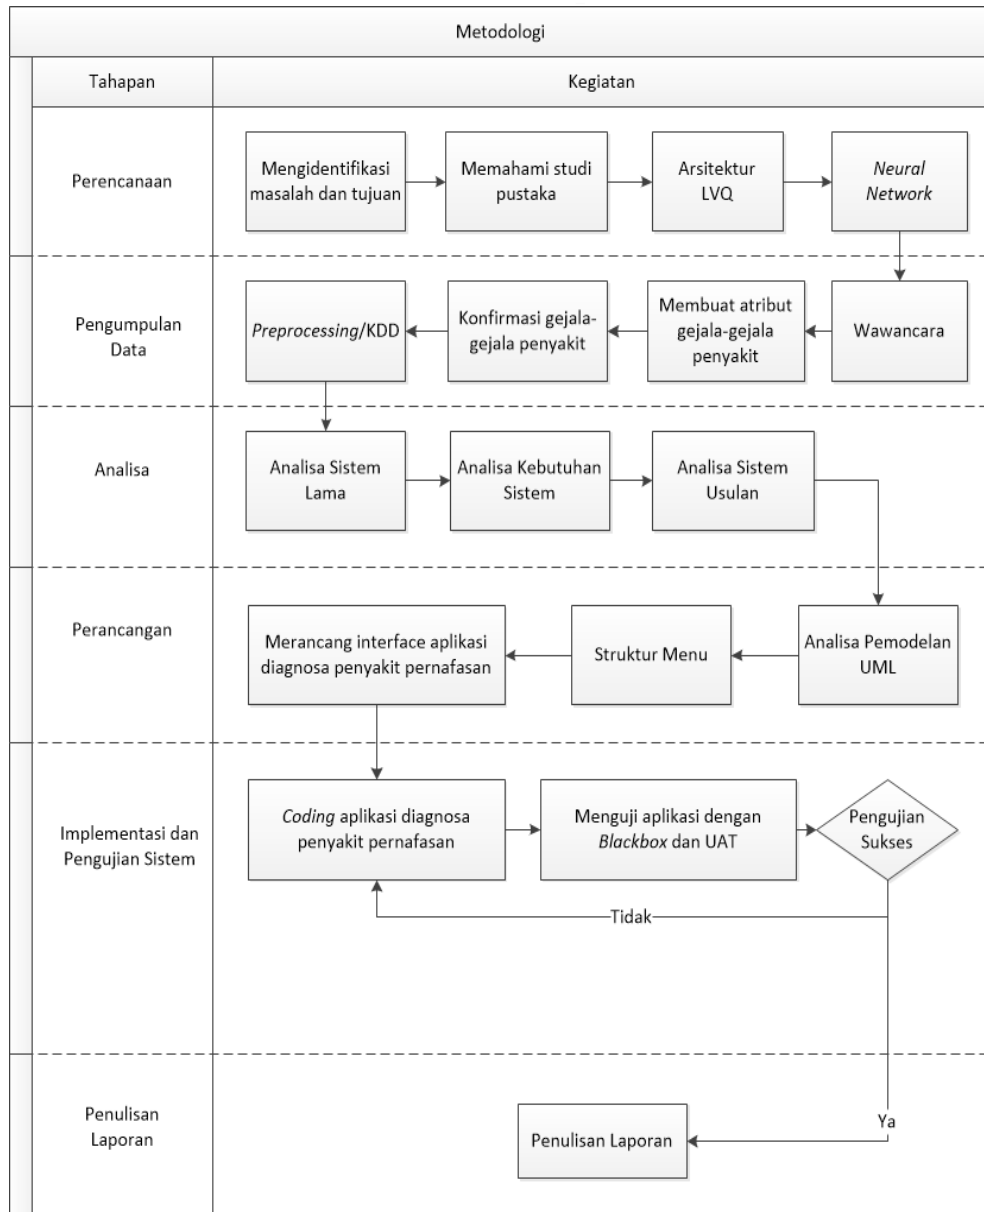 Metodologi
Tahapan
Kegiatan
Perencanaan
Mengidentifikasi
masalah dan tujuan
Memahami studi
pustaka
Arsitektur
LVQ
Neural
Network
Pengumpulan
Data
Preprocessing/KDD
Konfirmasi gejala-
gejala penyakit
Membuat atribut
gejala-gejala
penyakit
Wawancara
Analisa
Analisa Sistem
Lama
Analisa Kebutuhan
Sistem
Analisa Sistem
Usulan
Perancangan
Merancang interface aplikasi
diagnosa penyakit pernafasan
Struktur Menu
Analisa Pemodelan
UML
Implementasi dan
Pengujian Sistem
Coding aplikasi diagnosa
penyakit pernafasan
Menguji aplikasi dengan
Blackbox dan UAT
Pengujian
Sukses
Tidak
Penulisan
Laporan
Penulisan Laporan
Ya